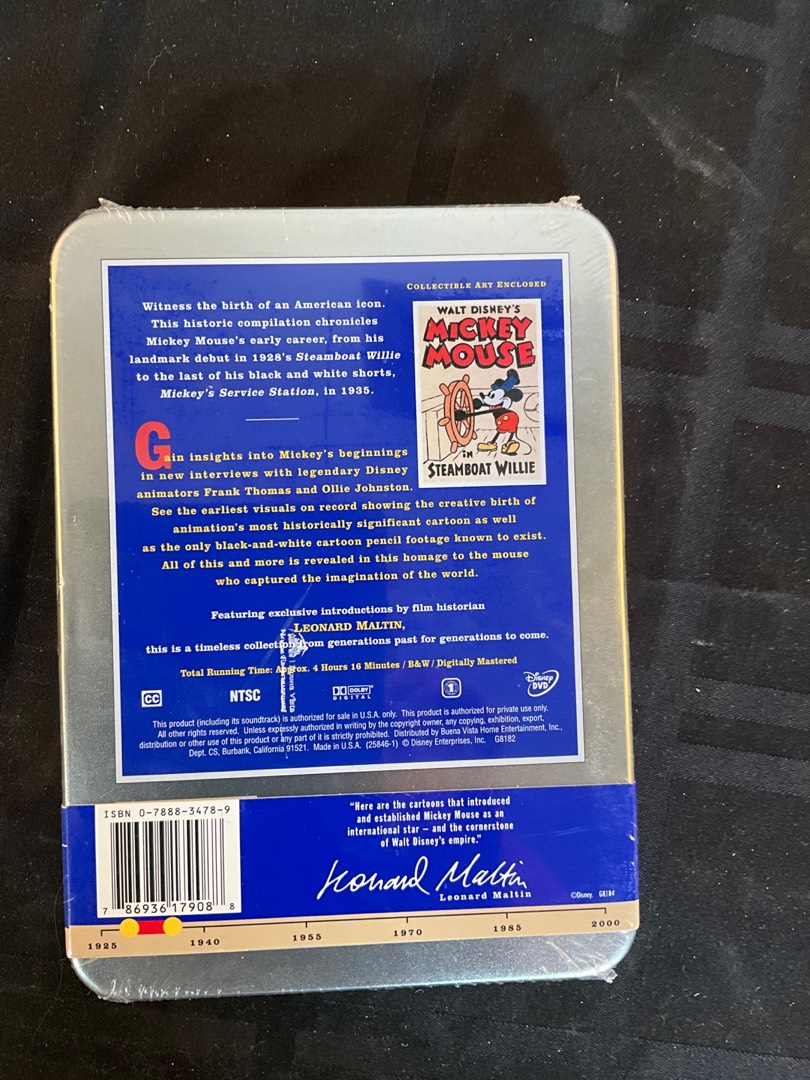 COLLECTIBLE ART ENCLOSED
Witness the birth of an American icon.
This historic compilation chronicles
Mickey Mouse's early career, from his
landmark debut in 1928's Steamboat Willie
to the last of his black and white shorts,
Mickey's Service Station, in 1935.
WALT DISNEY'S
MICKEY
MOUSE
IN
STEAMBOAT WILLIE
Gain insights into Mickey's beginnings
in new interviews with legendary Disney
animators Frank Thomas and Ollie Johnston.
See the earliest visuals on record showing the creative birth of
animation's most historically significant cartoon as well
as the only black-and-white cartoon pencil footage known to exist.
All of this and more is revealed in this homage to the mouse
who captured the imagination of the world.
Featuring exclusive introductions by film historian
LEONARD MALTIN,
this is a timeless collection from generations past for generations to come.
Total Running Time: Approx. 4 Hours 16 Minutes / B&W / Digitally Mastered
CC NTSC DOLBY DIGITAL 1 Disney DVD
This product (including its soundtrack) is authorized for sale in U.S.A. only. This product is authorized for private use only.
All other rights reserved. Unless expressly authorized in writing by the copyright owner, any copying, exhibition, export,
distribution or other use of this product or any part of it is strictly prohibited. Distributed by Buena Vista Home Entertainment, Inc.,
Dept. CS, Burbank, California 91521. Made in U.S.A. (25846-1) © Disney Enterprises, Inc. G8182
ISBN 0-7888-3478-9
7 86936 17908 8
"Here are the cartoons that introduced
and established Mickey Mouse as an
international star – and the cornerstone
of Walt Disney's empire."
Leonard Maltin
Leonard Maltin
©Disney G8184
1925 1940 1955 1970 1985 2000